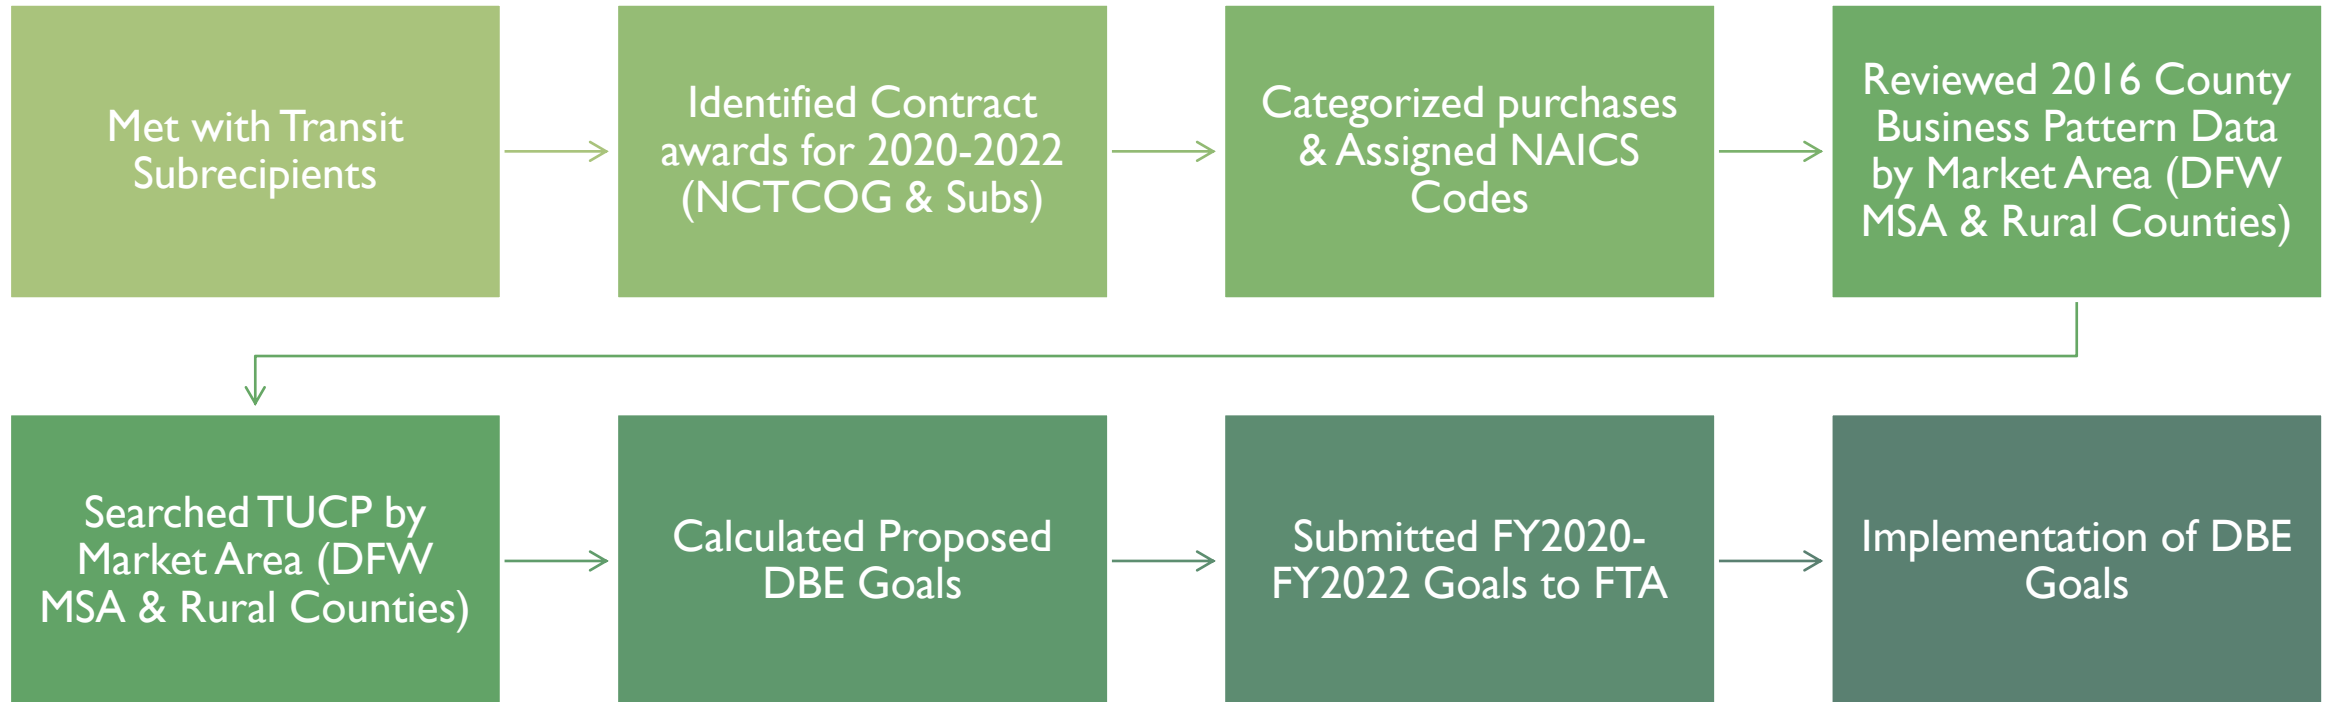 Met with Transit
Subrecipients
Identified Contract
awards for 2020-2022
(NCTCOG & Subs)
Categorized purchases
& Assigned NAICS
Codes
Reviewed 2016 County
Business Pattern Data
by Market Area (DFW
MSA & Rural Counties)
Searched TUCP by
Market Area (DFW
MSA & Rural Counties)
Calculated Proposed
DBE Goals
Submitted FY2020-
FY2022 Goals to FTA
Implementation of DBE
Goals